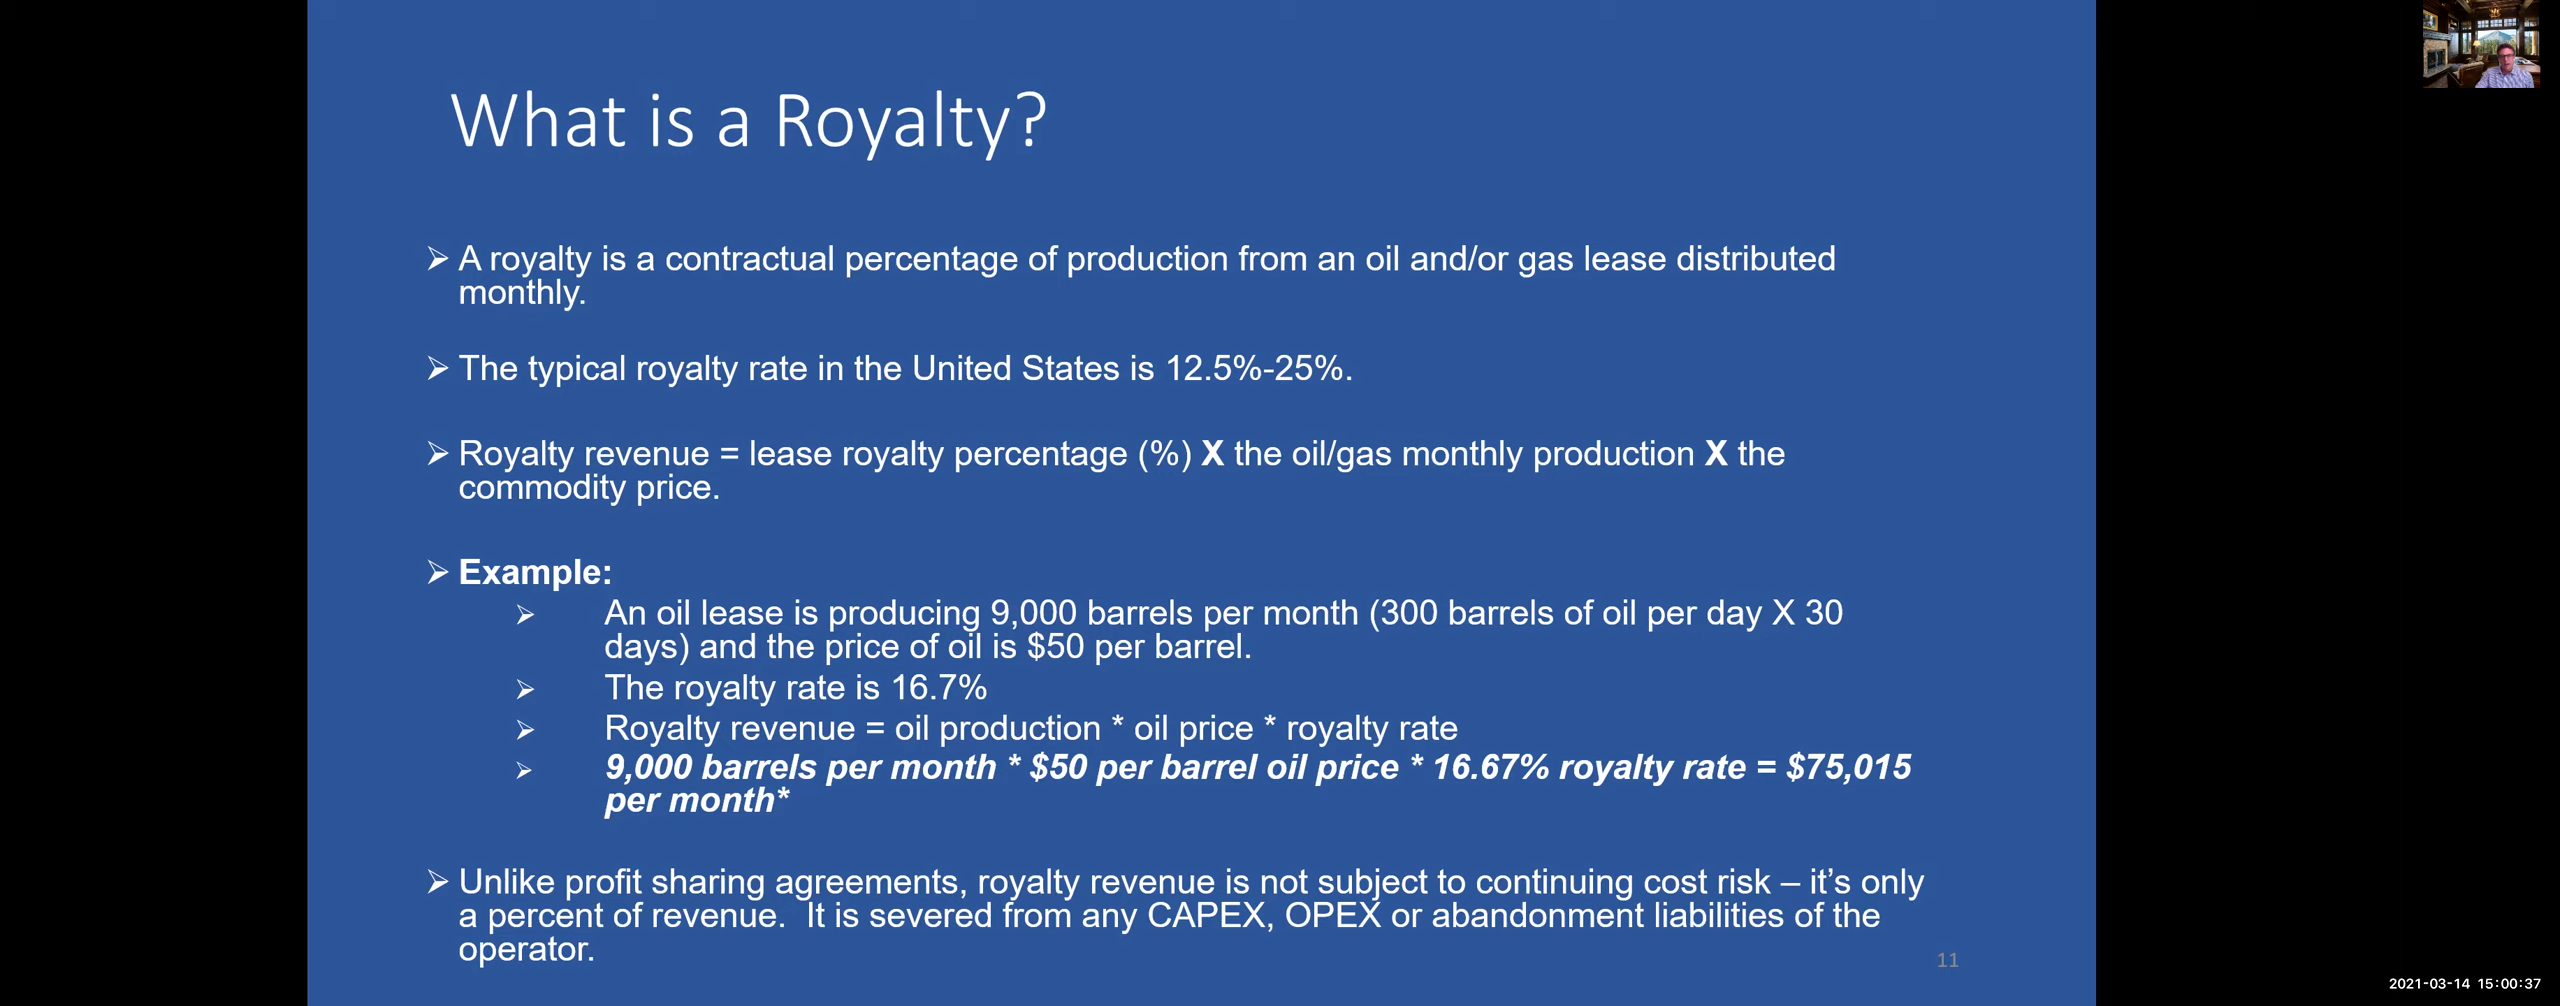 What is a Royalty?
A royalty is a contractual percentage of production from an oil and/or gas lease distributed
monthly.
The typical royalty rate in the United States is 12.5%-25%.
Royalty revenue = lease royalty percentage (%) X the oil/gas monthly production X the
commodity price.
Example:
An oil lease is producing 9,000 barrels per month (300 barrels of oil per day X 30
days) and the price of oil is $50 per barrel.
The royalty rate is 16.7%
Royalty revenue = oil production * oil price * royalty rate
9,000 barrels per month * $50 per barrel oil price * 16.67% royalty rate = $75,015
per month*
Unlike profit sharing agreements, royalty revenue is not subject to continuing cost risk – it’s only
a percent of revenue.  It is severed from any CAPEX, OPEX or abandonment liabilities of the
operator.
11
2021-03-14 15:00:37